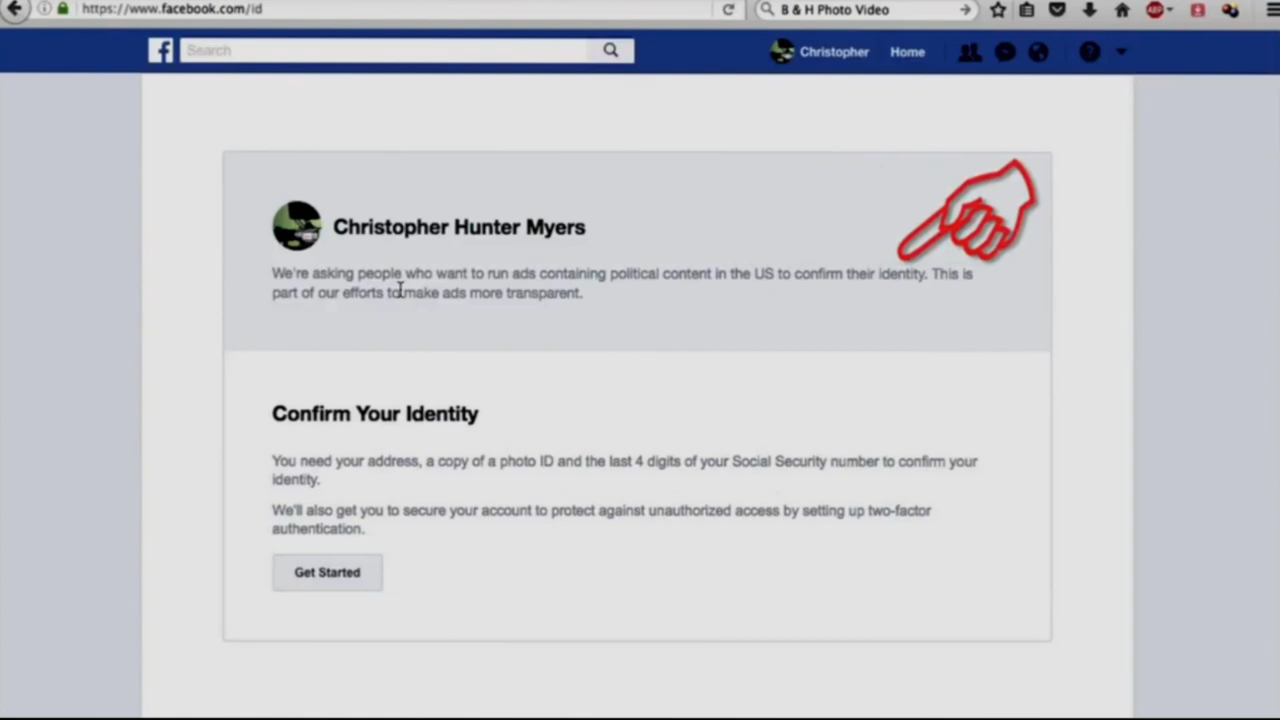 https://www.facebook.com/id
B & H Photo Video
f
Search
Christopher
Home
Christopher Hunter Myers
We're asking people who want to run ads containing political content in the US to confirm their identity. This is
part of our efforts to make ads more transparent.
Confirm Your Identity
You need your address, a copy of a photo ID and the last 4 digits of your Social Security number to confirm your
identity.
We'll also get you to secure your account to protect against unauthorized access by setting up two-factor
authentication.
Get Started